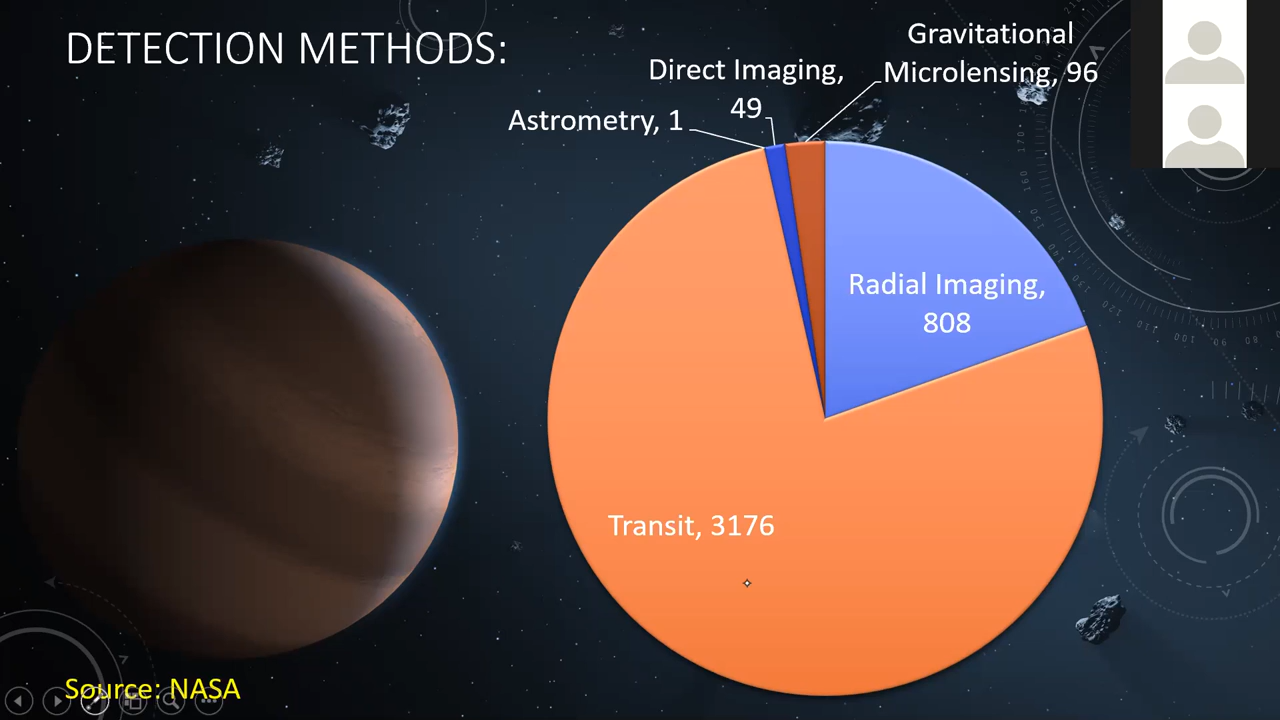 DETECTION METHODS:
Gravitational
Microlensing, 96
Direct Imaging,
49
Astrometry, 1
Radial Imaging,
808
Transit, 3176
Source: NASA